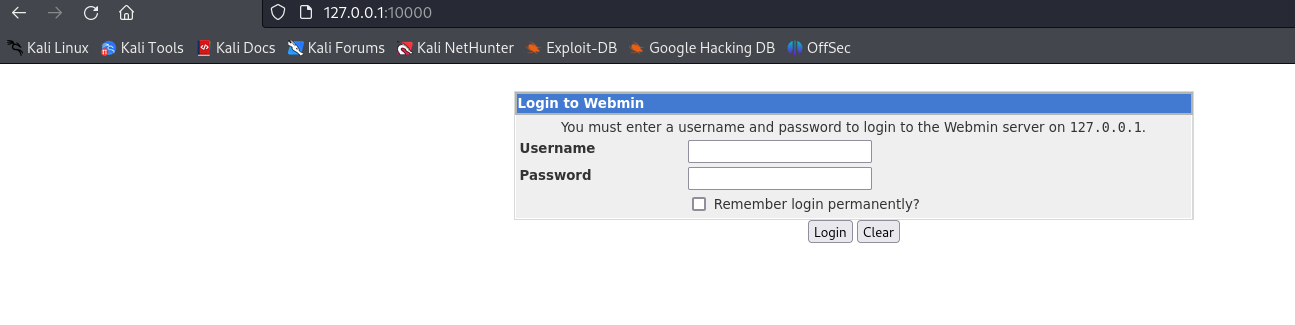 127.0.0.1:10000
Kali Linux Kali Tools Kali Docs Kali Forums Kali NetHunter Exploit-DB Google Hacking DB OffSec
Login to Webmin
You must enter a username and password to login to the Webmin server on 127.0.0.1.
Username
Password
Remember login permanently?
Login Clear